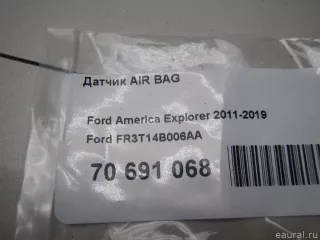 Датчик AIR BAG
Ford America Explorer 2011-2019
Ford FR3T14B006AA
70 691 068
eaural.ru